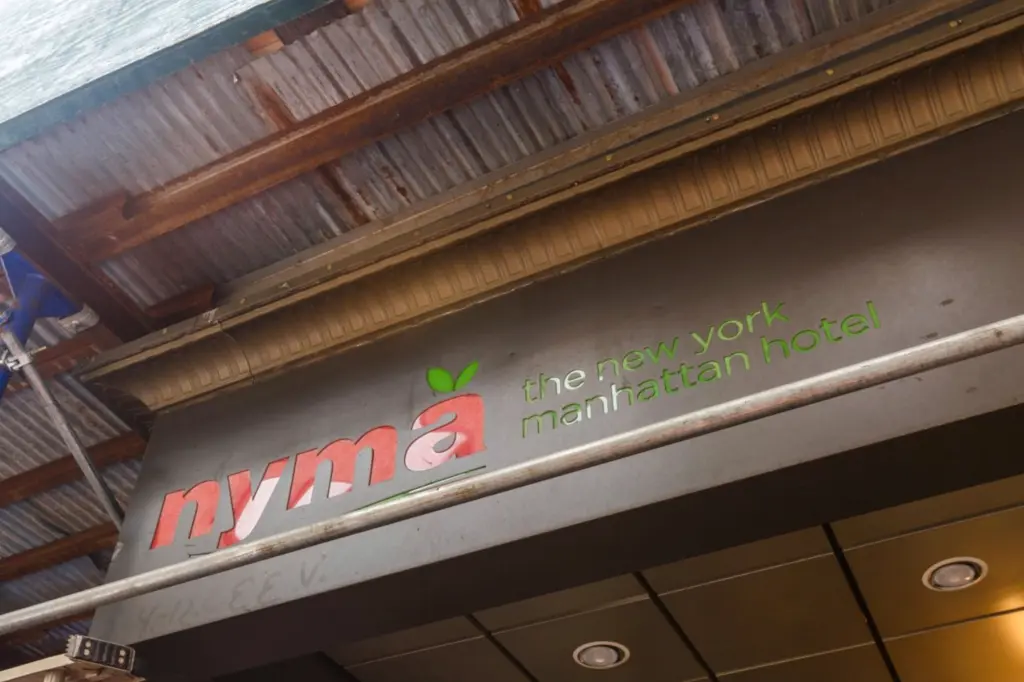 nyma
the new york
manhattan hotel